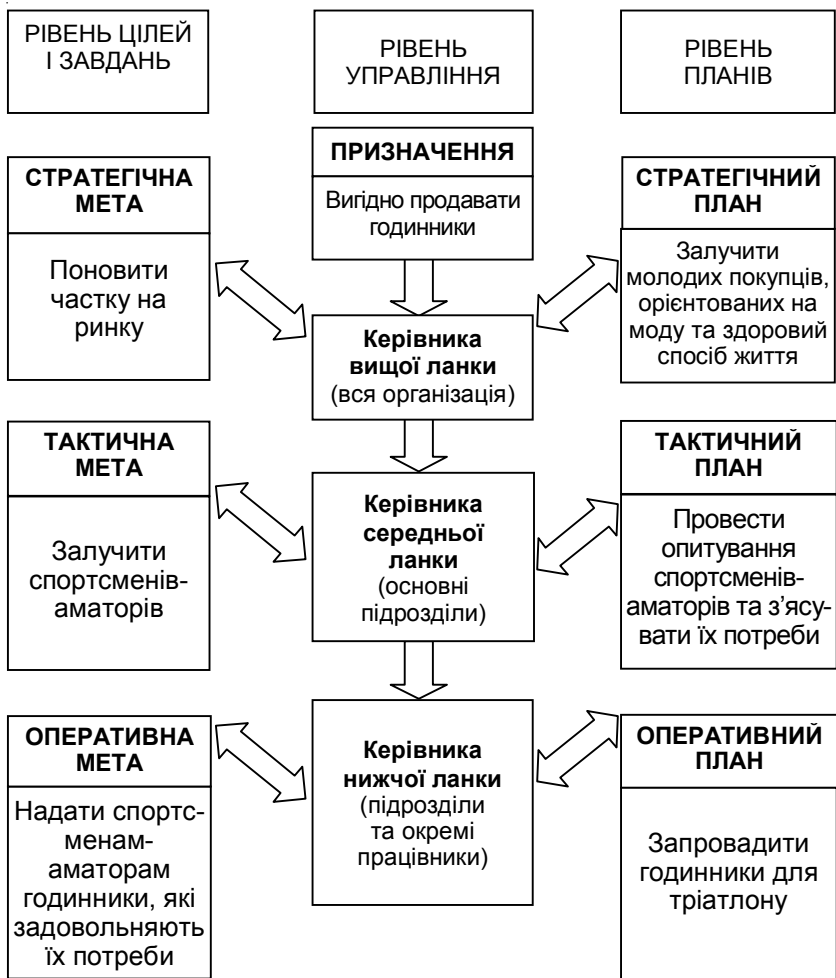 РІВЕНЬ ЦІЛЕЙ
І ЗАВДАНЬ
РІВЕНЬ
УПРАВЛІННЯ
РІВЕНЬ
ПЛАНІВ
СТРАТЕГІЧНА
МЕТА
Поновити
частку на
ринку
ПРИЗНАЧЕННЯ
Вигідно продавати
годинники
СТРАТЕГІЧНИЙ
ПЛАН
Залучити
молодих покупців,
орієнтованих на
моду та здоровий
спосіб життя
Керівника
вищої ланки
(вся організація)
ТАКТИЧНА
МЕТА
Залучити
спортсменів-
аматорів
Керівника
середньої
ланки
(основні
підрозділи)
ТАКТИЧНИЙ
ПЛАН
Провести
опитування
спортсменів-
аматорів та з’ясу-
вати їх потреби
ОПЕРАТИВНА
МЕТА
Надати спортс-
менам-
аматорам
годинники, які
задовольняють
їх потреби
Керівника
нижчої ланки
(підрозділи
та окремі
працівники)
ОПЕРАТИВНИЙ
ПЛАН
Запровадити
годинники для
тріатлону